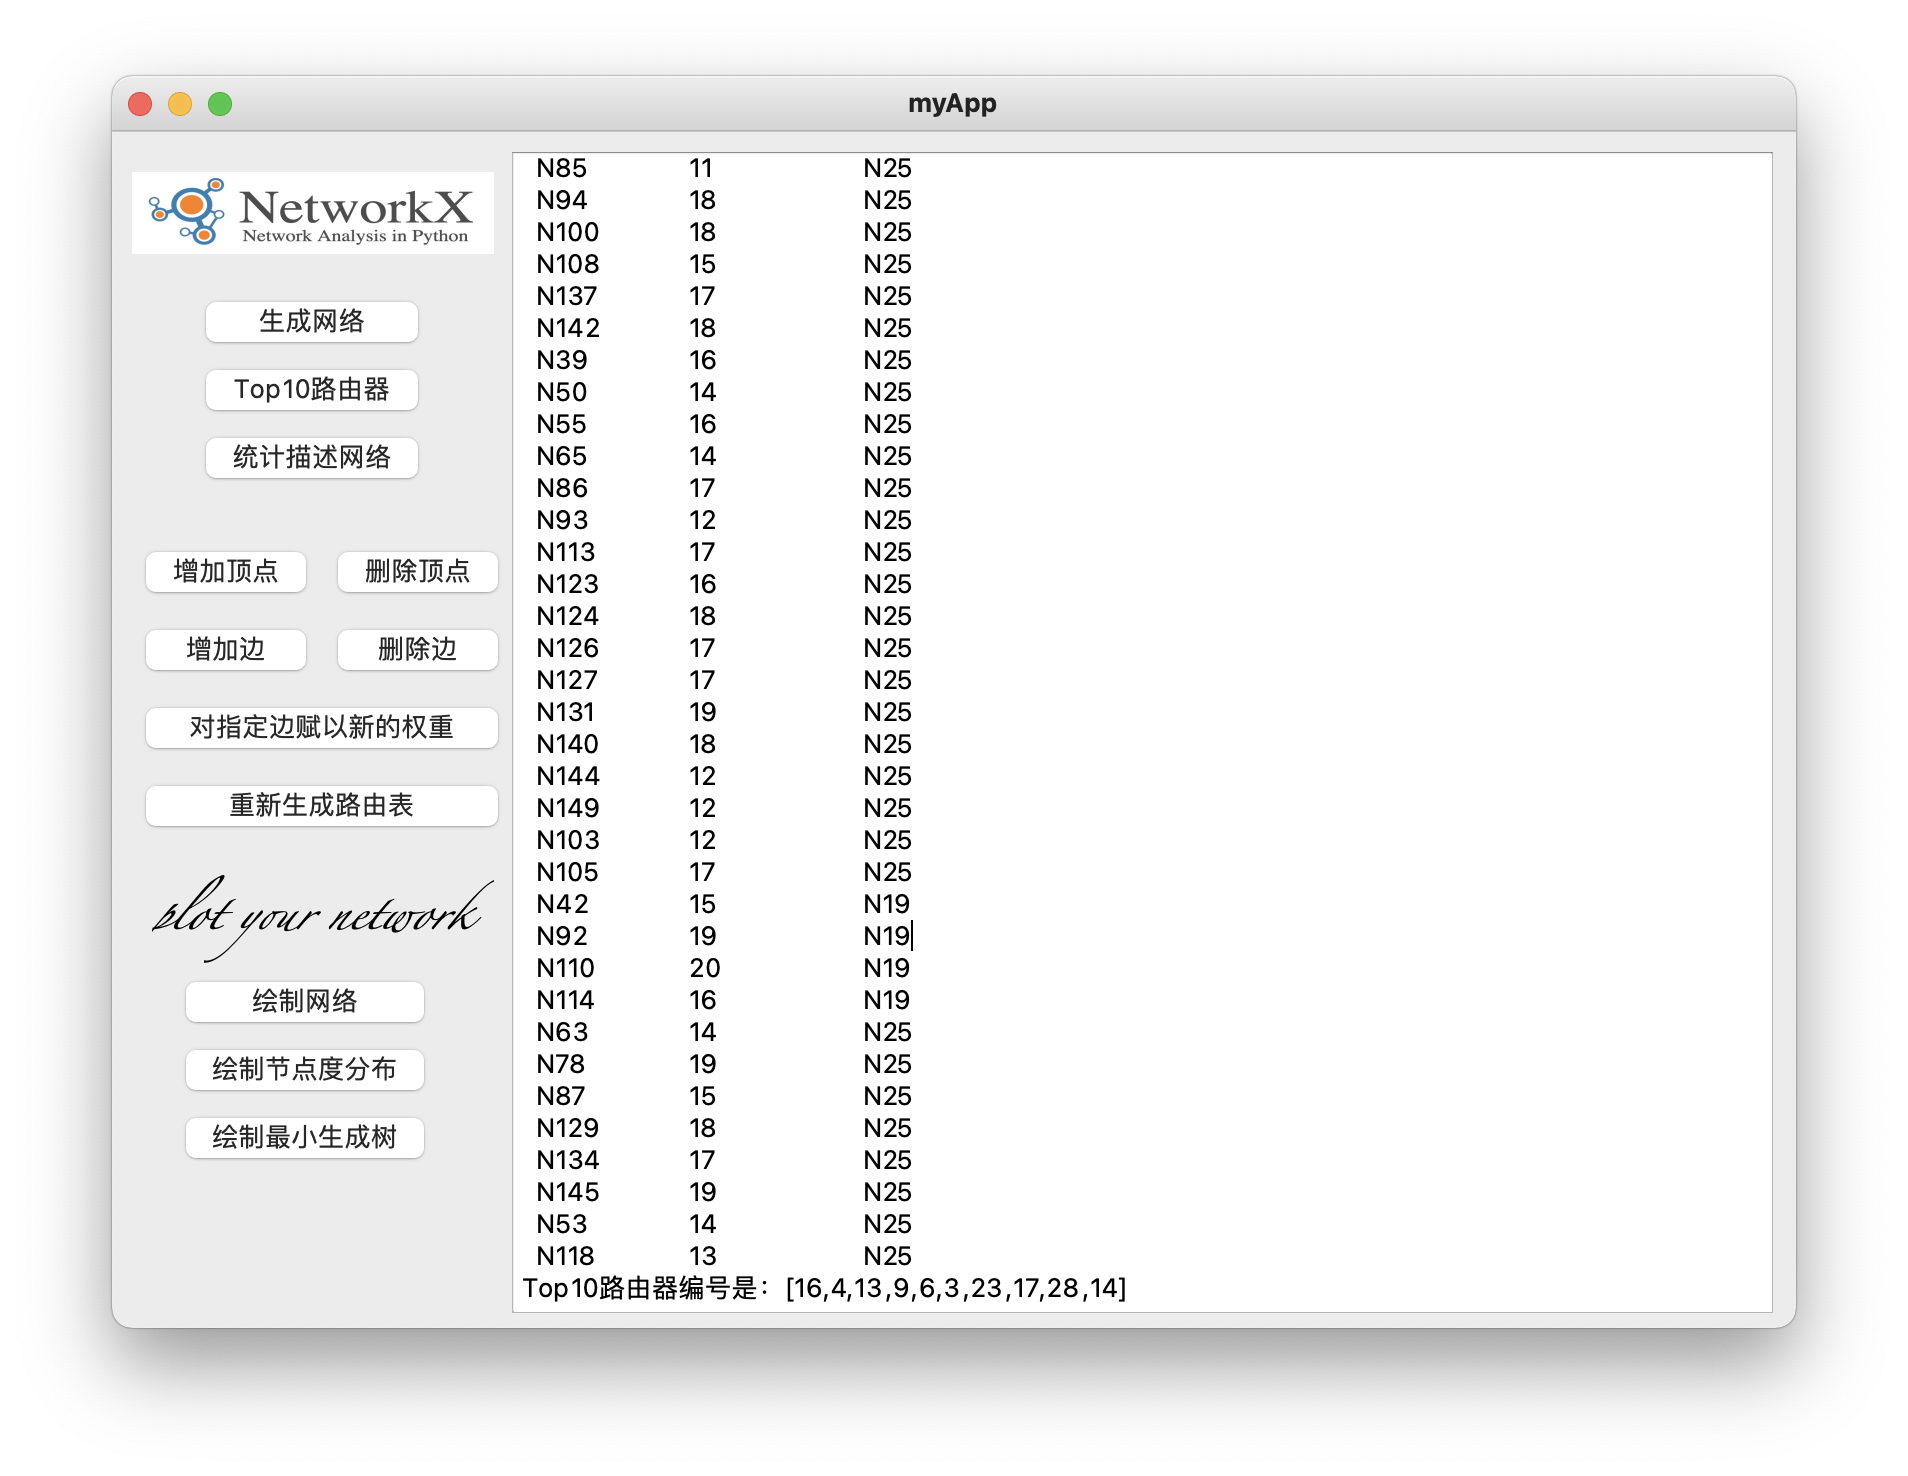 myApp
NetworkX
Network Analysis in Python
生成网络
Top10路由器
统计描述网络
增加顶点 删除顶点
增加边 删除边
对指定边赋以新的权重
重新生成路由表
plot your network
绘制网络
绘制节点度分布
绘制最小生成树
N85 11 N25
N94 18 N25
N100 18 N25
N108 15 N25
N137 17 N25
N142 18 N25
N39 16 N25
N50 14 N25
N55 16 N25
N65 14 N25
N86 17 N25
N93 12 N25
N113 17 N25
N123 16 N25
N124 18 N25
N126 17 N25
N127 17 N25
N131 19 N25
N140 18 N25
N144 12 N25
N149 12 N25
N103 12 N25
N105 17 N25
N42 15 N19
N92 19 N19
N110 20 N19
N114 16 N19
N63 14 N25
N78 19 N25
N87 15 N25
N129 18 N25
N134 17 N25
N145 19 N25
N53 14 N25
N118 13 N25
Top10路由器编号是：[16,4,13,9,6,3,23,17,28,14]